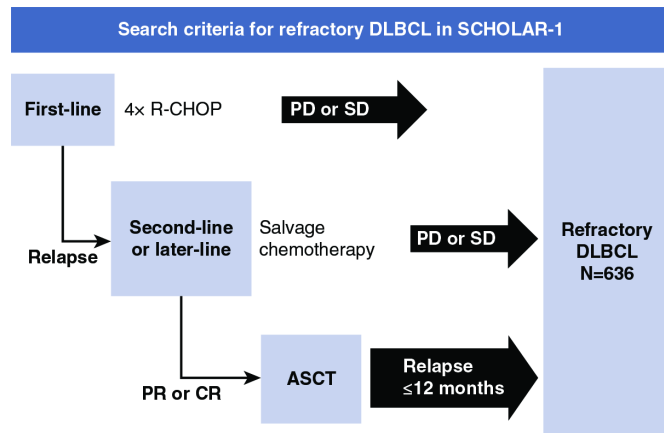 Search criteria for refractory DLBCL in SCHOLAR-1
First-line
4× R-CHOP
PD or SD
Relapse
Second-line
or later-line
Salvage
chemotherapy
PD or SD
Refractory
DLBCL
N=636
PR or CR
ASCT
Relapse
≤12 months